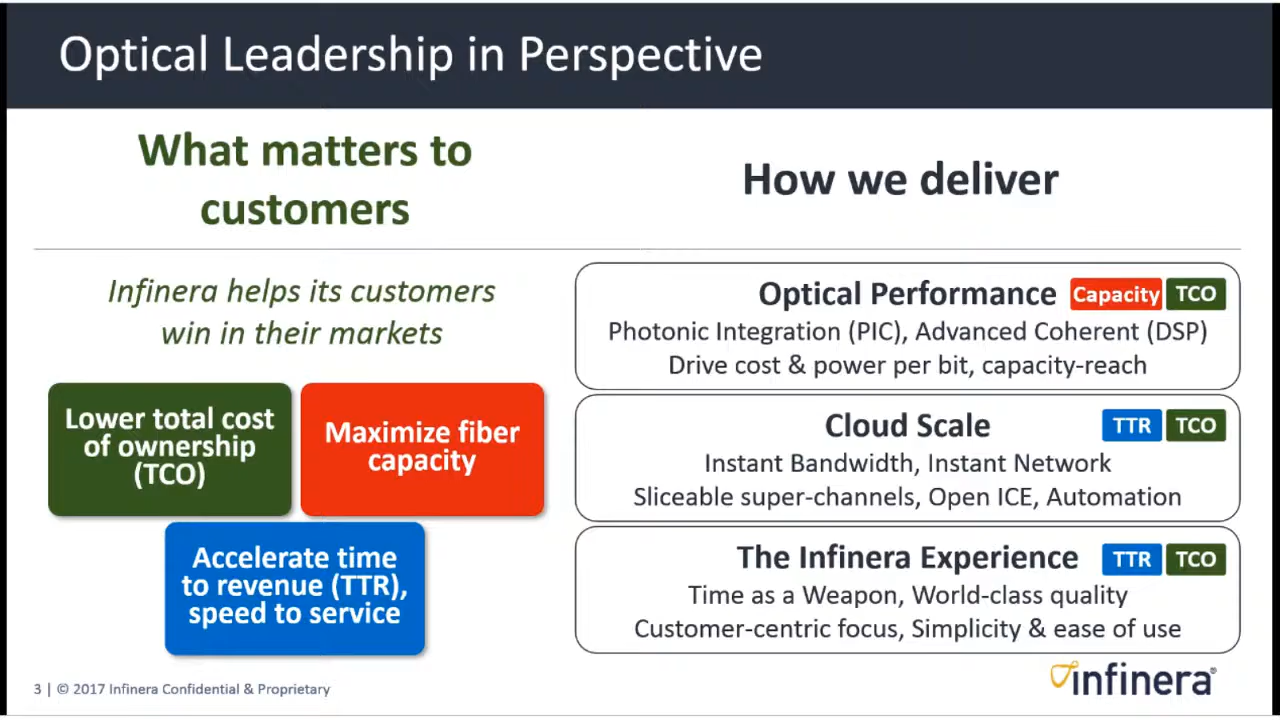 Optical Leadership in Perspective
What matters to
customers
Infinera helps its customers
win in their markets
Lower total cost
of ownership
(TCO)
Maximize fiber
capacity
Accelerate time
to revenue (TTR),
speed to service
How we deliver
Optical Performance Capacity TCO
Photonic Integration (PIC), Advanced Coherent (DSP)
Drive cost & power per bit, capacity-reach
Cloud Scale TTR TCO
Instant Bandwidth, Instant Network
Sliceable super-channels, Open ICE, Automation
The Infinera Experience TTR TCO
Time as a Weapon, World-class quality
Customer-centric focus, Simplicity & ease of use
3 | © 2017 Infinera Confidential & Proprietary
infinera®